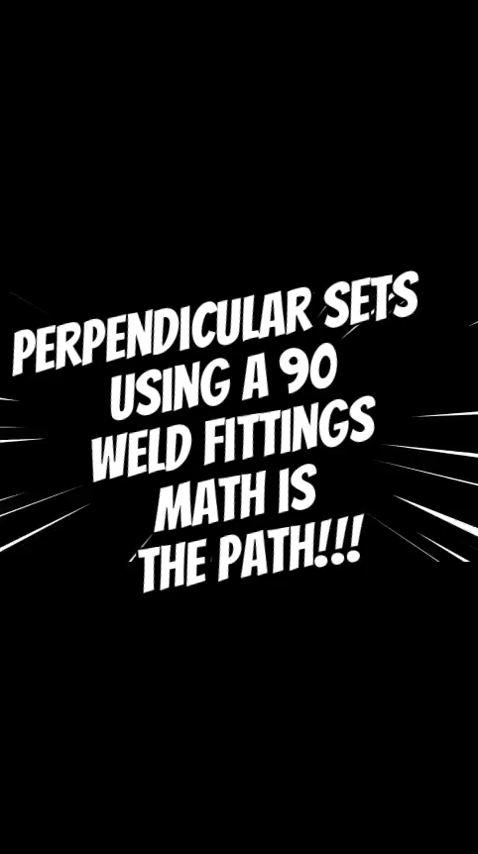 PERPENDICULAR SETS
USING A 90
WELD FITTINGS
MATH IS
THE PATH!!!